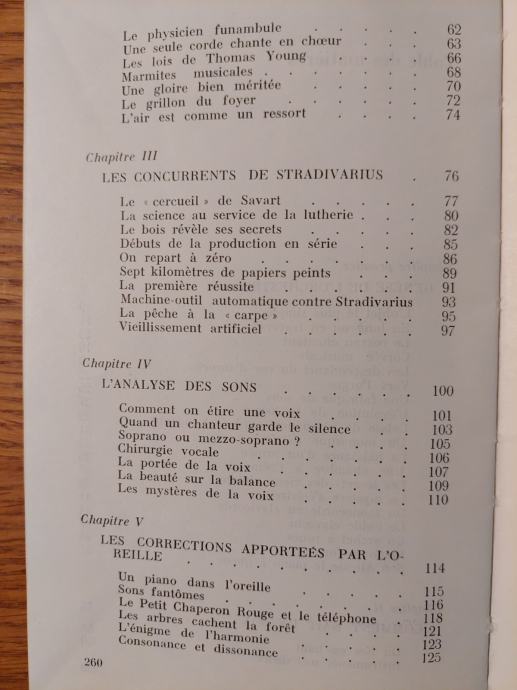 Le physicien funambule . . . . . 62
Une seule corde chante en chœur . . . 63
Les lois de Thomas Young . . . . 66
Marmites musicales . . . . . . 68
Une gloire bien méritée . . . . . 70
Le grillon du foyer . . . . . . 72
L'air est comme un ressort . . . . 74
Chapitre III
LES CONCURRENTS DE STRADIVARIUS . 76
Le « cercueil » de Savart . . . . . 77
La science au service de la lutherie . . . 80
Le bois révèle ses secrets . . . . . 82
Débuts de la production en série . . . 85
On repart à zéro . . . . . . . 86
Sept kilomètres de papiers peints . . . 89
La première réussite . . . . . . 91
Machine-outil automatique contre Stradivarius 93
La pêche à la « carpe » . . . . . 95
Vieillissement artificiel . . . . . 97
Chapitre IV
L'ANALYSE DES SONS . . . . . . 100
Comment on étire une voix . . . . 101
Quand un chanteur garde le silence . . 103
Soprano ou mezzo-soprano ? . . . . 105
Chirurgie vocale . . . . . . 106
La portée de la voix . . . . . 107
La beauté sur la balance . . . . 109
Les mystères de la voix . . . . 110
Chapitre V
LES CORRECTIONS APPORTEÉS PAR L'O-
REILLE . . . . . . . . . 114
Un piano dans l'oreille . . . . . 115
Sons fantômes . . . . . . . 116
Le Petit Chaperon Rouge et le téléphone . 118
Les arbres cachent la forêt . . . . 121
L'énigme de l'harmonie . . . . . 123
Consonance et dissonance . . . . . 125
260